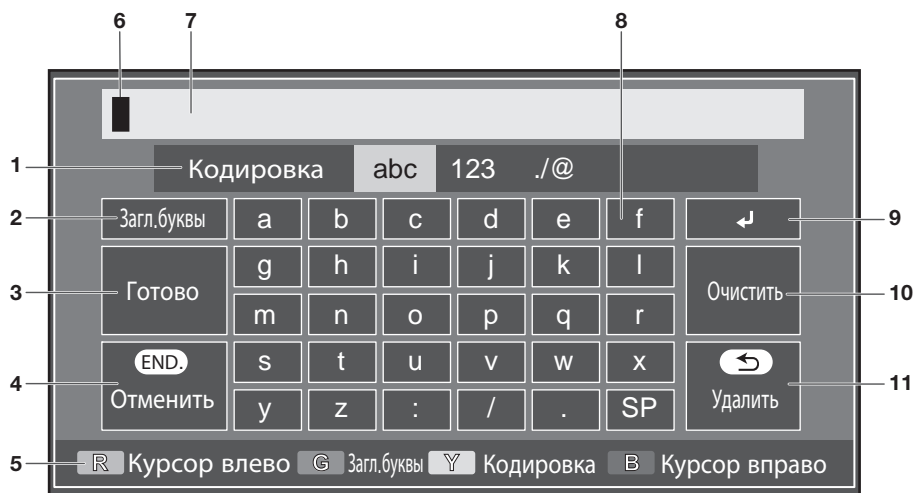 6 7 8
1 Кодировка abc 123 ./@
2 Загл.буквы a b c d e f ↵ 9
g h i j k l
3 Готово Очистить 10
m n o p q r
END. s t u v w x
4 Отменить Удалить 11
y z : / . SP
5 R Курсор влево G Загл.буквы Y Кодировка B Курсор вправо